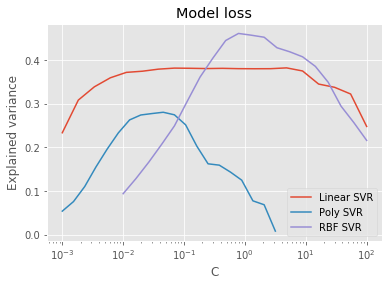 Model loss
Explained variance
0.4
0.3
0.2
0.1
0.0
Linear SVR
Poly SVR
RBF SVR
10⁻³ 10⁻² 10⁻¹ 10⁰ 10¹ 10²
C